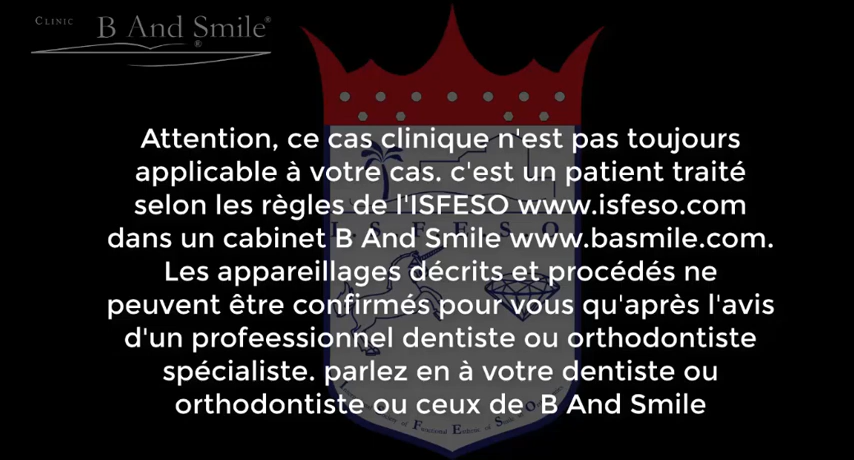 CLINIC B AND SMILE®
®
Attention, ce cas clinique n'est pas toujours
applicable à votre cas. c'est un patient traité
selon les règles de l'ISFESO www.isfeso.com
dans un cabinet B And Smile www.basmile.com.
Les appareillages décrits et procédés ne
peuvent être confirmés pour vous qu'après l'avis
d'un profeessionnel dentiste ou orthodontiste
spécialiste. parlez en à votre dentiste ou
orthodontiste ou ceux de B And Smile
I.S.F.E.S.O